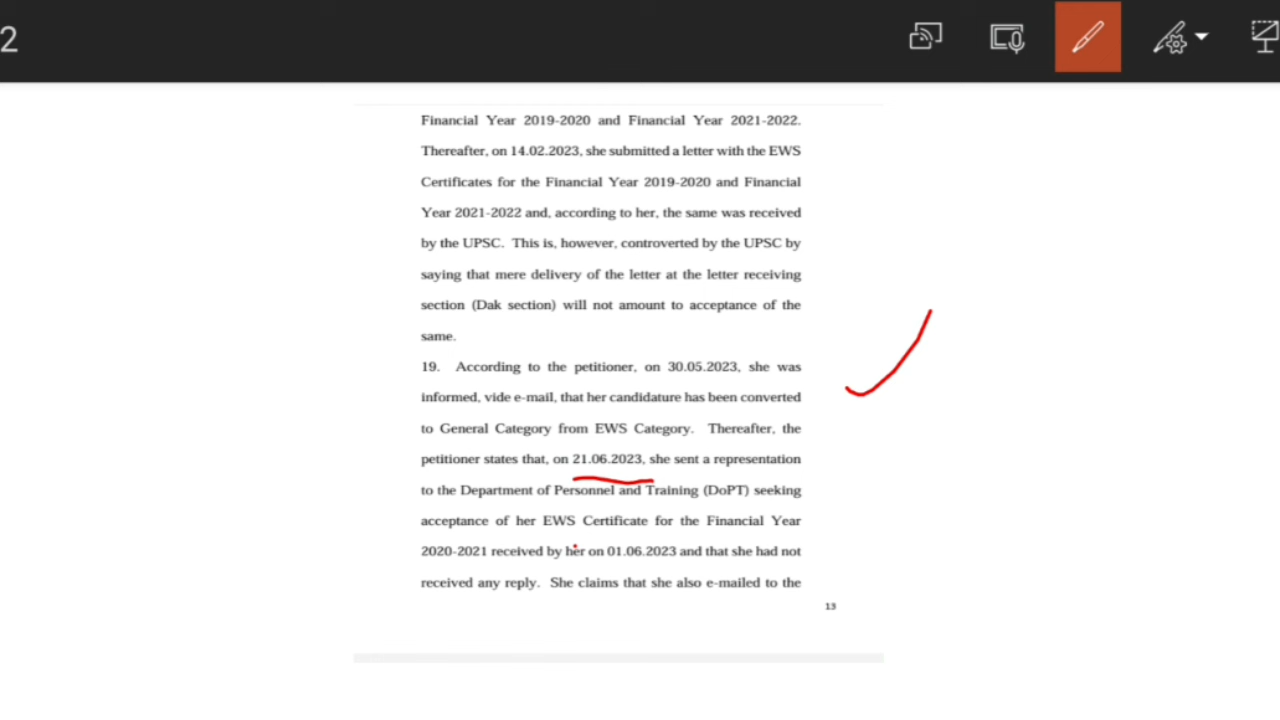 2
Financial Year 2019-2020 and Financial Year 2021-2022.
Thereafter, on 14.02.2023, she submitted a letter with the EWS
Certificates for the Financial Year 2019-2020 and Financial
Year 2021-2022 and, according to her, the same was received
by the UPSC. This is, however, controverted by the UPSC by
saying that mere delivery of the letter at the letter receiving
section (Dak section) will not amount to acceptance of the
same.
19. According to the petitioner, on 30.05.2023, she was
informed, vide e-mail, that her candidature has been converted
to General Category from EWS Category. Thereafter, the
petitioner states that, on 21.06.2023, she sent a representation
to the Department of Personnel and Training (DoPT) seeking
acceptance of her EWS Certificate for the Financial Year
2020-2021 received by her on 01.06.2023 and that she had not
received any reply. She claims that she also e-mailed to the
13